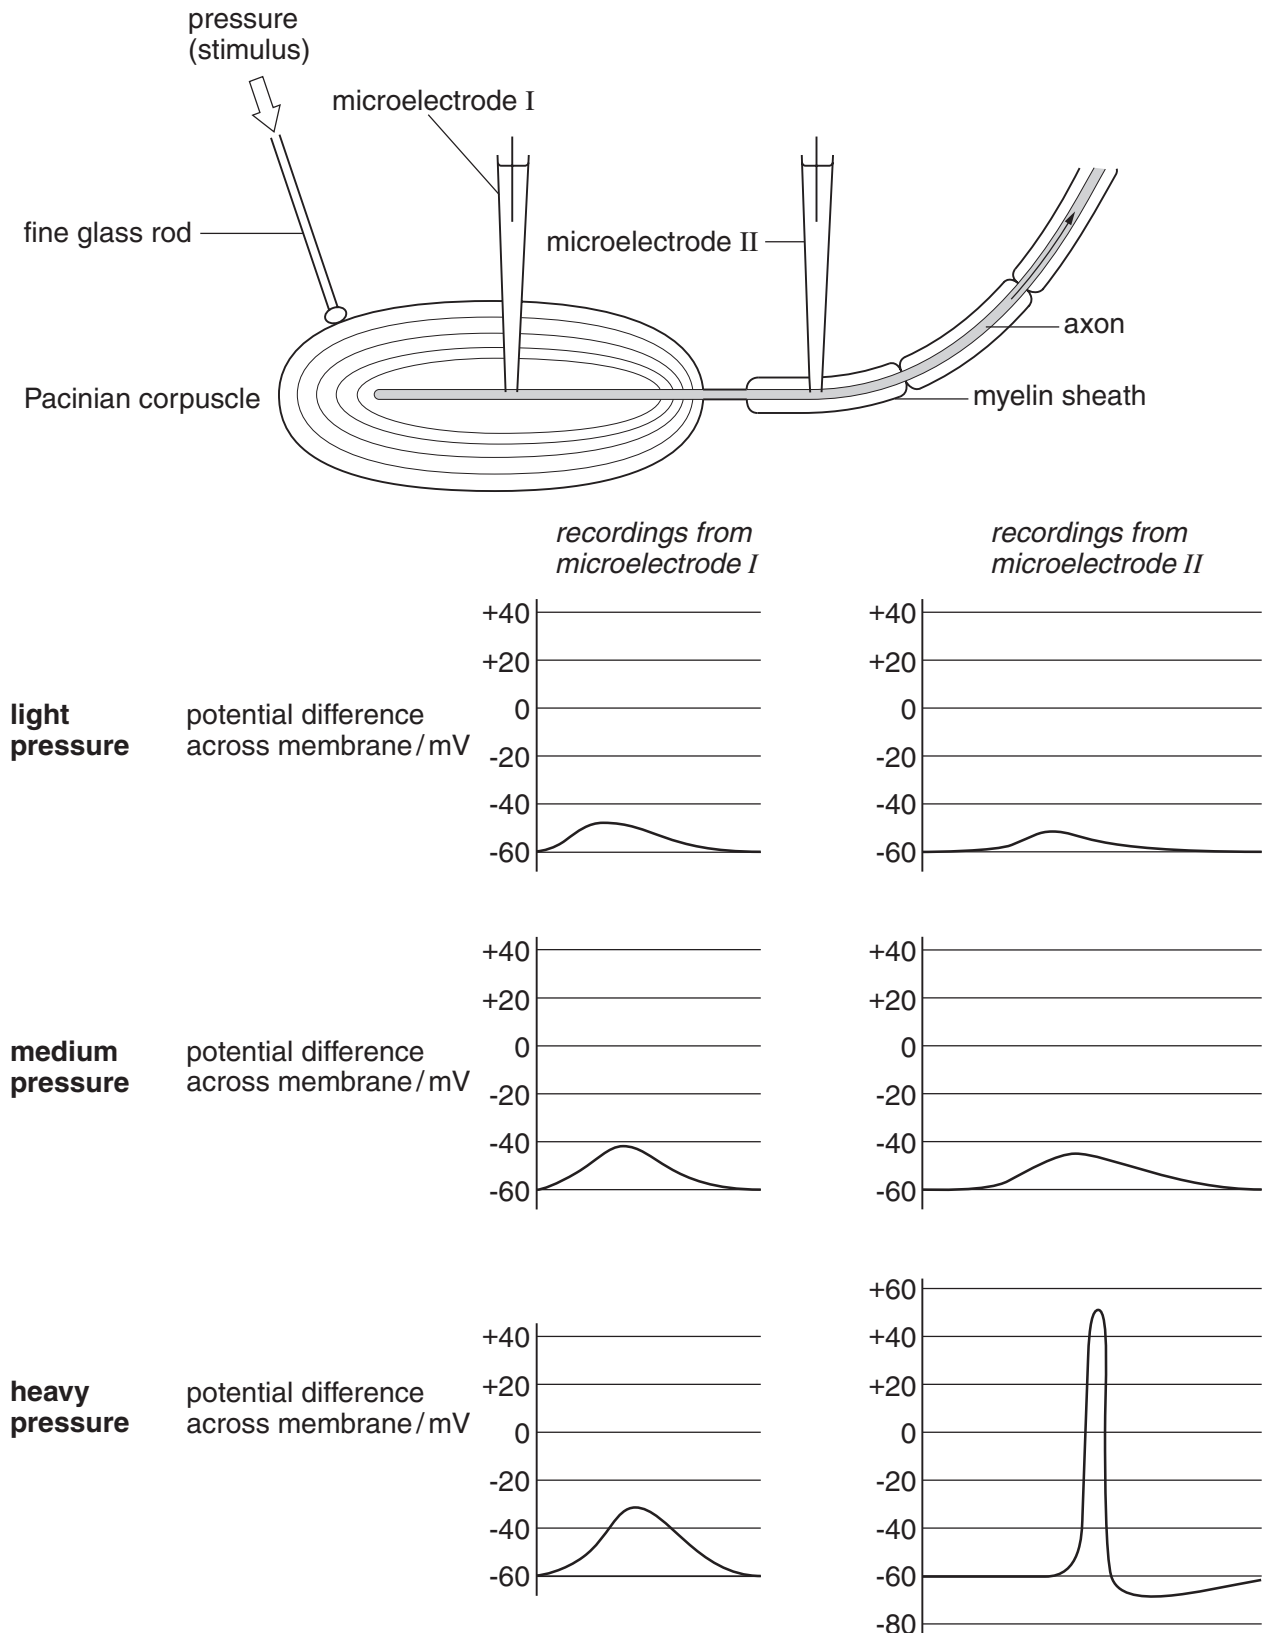 pressure
(stimulus)
microelectrode I
fine glass rod
microelectrode II
axon
Pacinian corpuscle
myelin sheath
recordings from
microelectrode I
recordings from
microelectrode II
light
pressure
potential difference
across membrane/mV
+40
+20
0
-20
-40
-60
+40
+20
0
-20
-40
-60
medium
pressure
potential difference
across membrane/mV
+40
+20
0
-20
-40
-60
+40
+20
0
-20
-40
-60
heavy
pressure
potential difference
across membrane/mV
+40
+20
0
-20
-40
-60
+60
+40
+20
0
-20
-40
-60
-80